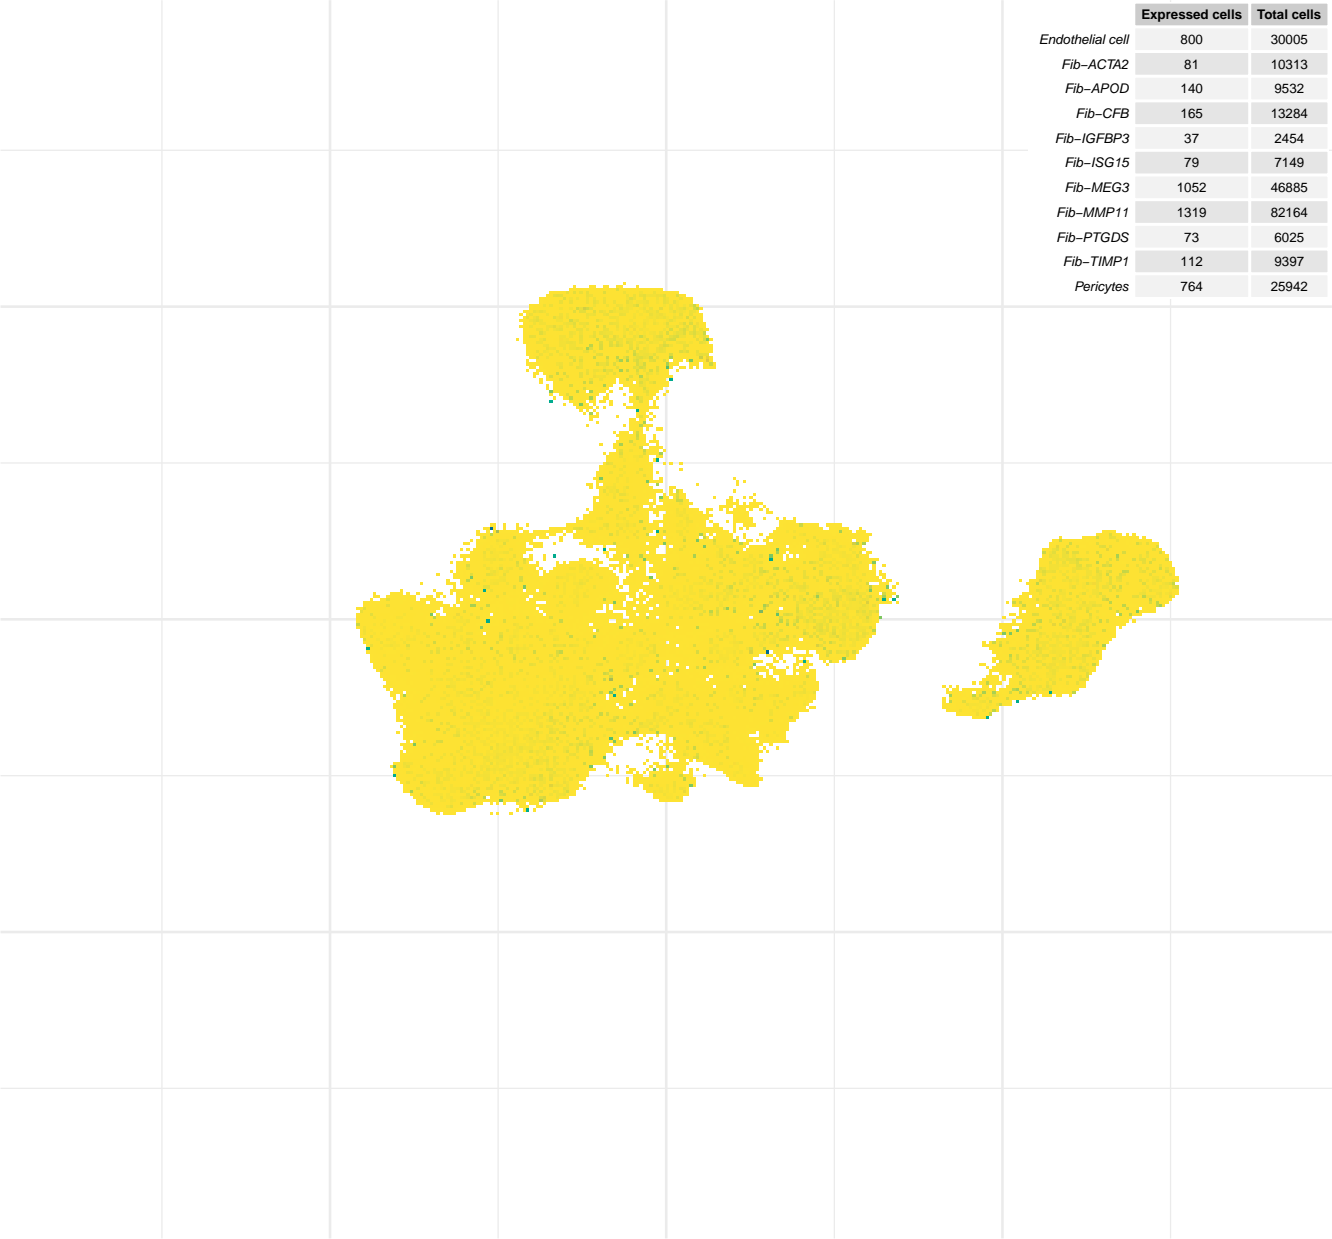 Expressed cells Total cells
Endothelial cell 800 30005
Fib−ACTA2 81 10313
Fib−APOD 140 9532
Fib−CFB 165 13284
Fib−IGFBP3 37 2454
Fib−ISG15 79 7149
Fib−MEG3 1052 46885
Fib−MMP11 1319 82164
Fib−PTGDS 73 6025
Fib−TIMP1 112 9397
Pericytes 764 25942